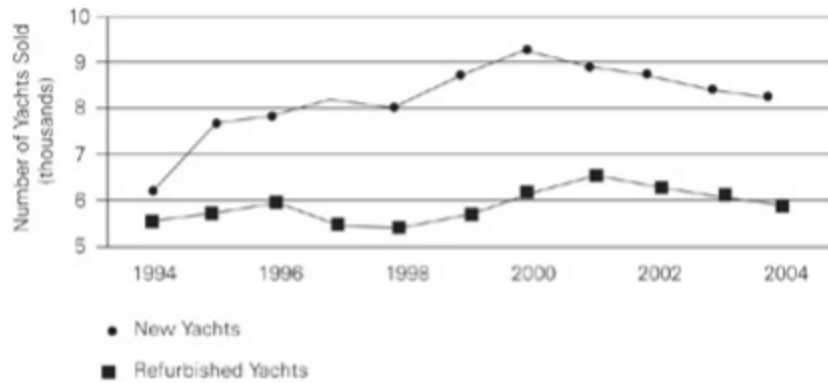 Number of Yachts Sold
(thousands)
10
9
8
7
6
5
1994 1996 1998 2000 2002 2004
New Yachts
Refurbished Yachts